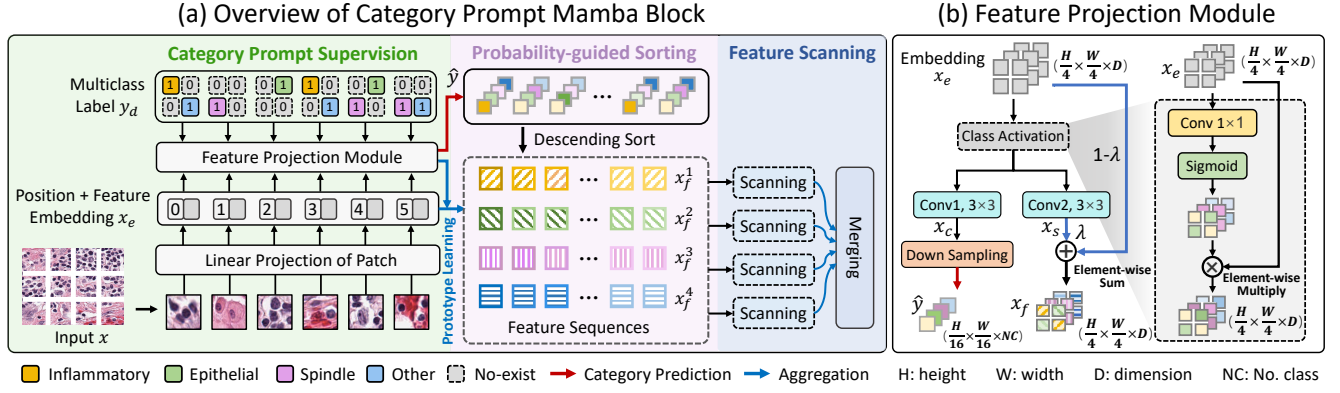 (a) Overview of Category Prompt Mamba Block
Category Prompt Supervision
Probability-guided Sorting
Feature Scanning
Multiclass
Label y_d
1 0 0 0 0 1 1 0 0 1 0 0
0 1 1 0 0 0 0 1 1 0 1 1
ŷ
...
Descending Sort
Feature Projection Module
Position + Feature
Embedding x_e
0 1 2 3 4 5
Linear Projection of Patch
Input x
Prototype Learning
... x_f^1
... x_f^2
... x_f^3
... x_f^4
Feature Sequences
Scanning
Scanning
Scanning
Scanning
Merging
(b) Feature Projection Module
Embedding
x_e
(H/4 × W/4 × D)
Class Activation
1-λ
Conv1, 3×3
Conv2, 3×3
x_c
x_s
λ
Down Sampling
Element-wise
Sum
ŷ
(H/16 × W/16 × NC)
x_f
(H/4 × W/4 × D)
x_e
(H/4 × W/4 × D)
Conv 1×1
Sigmoid
Element-wise
Multiply
(H/4 × W/4 × D)
Inflammatory
Epithelial
Spindle
Other
No-exist
Category Prediction
Aggregation
H: height
W: width
D: dimension
NC: No. class